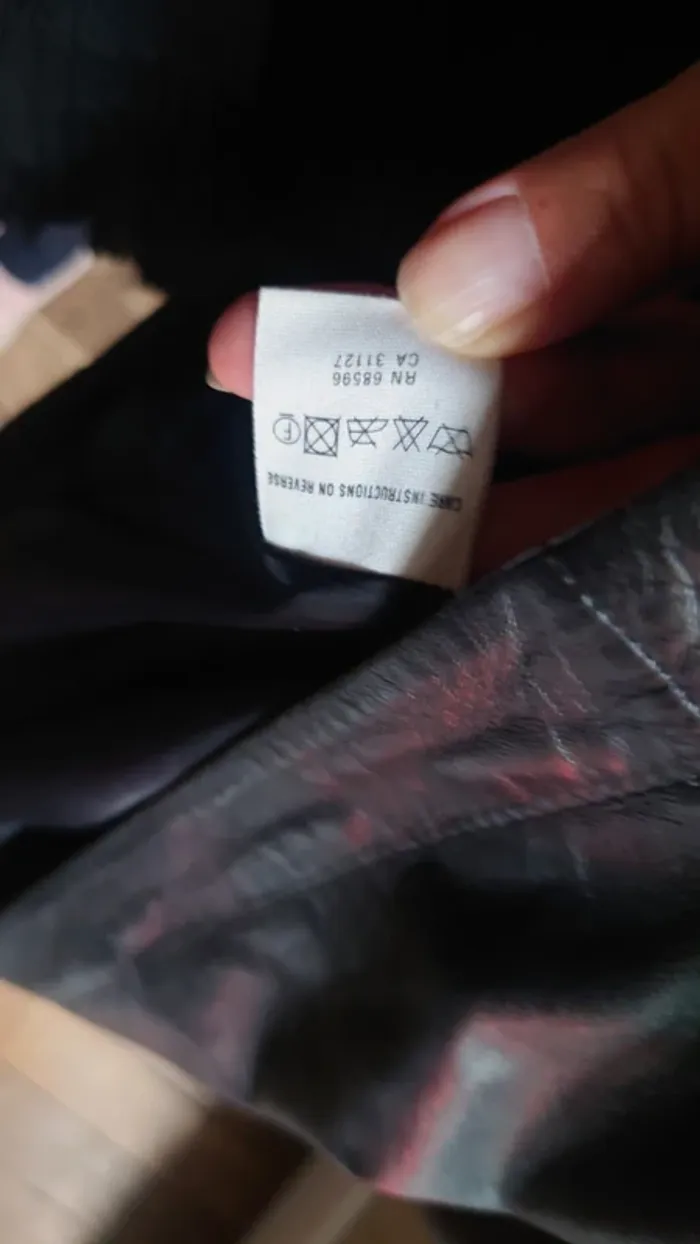 CARE INSTRUCTIONS ON REVERSE
F
RN 68596
CA 31127